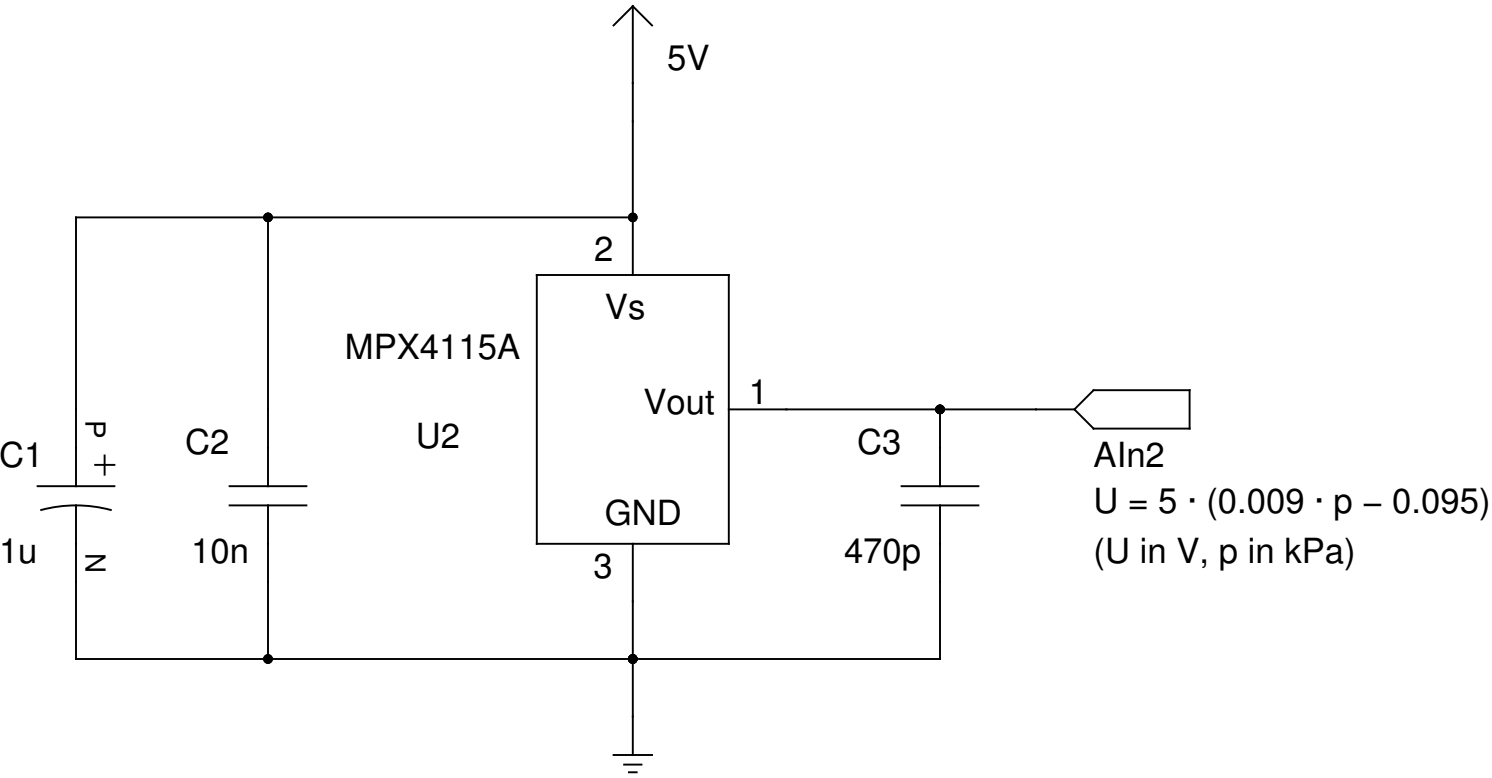 5V
2
Vs
MPX4115A
Vout
1
P
+
C1
C2
U2
C3
AIn2
U = 5 · (0.009 · p – 0.095)
GND
1u
N
10n
3
470p
(U in V, p in kPa)